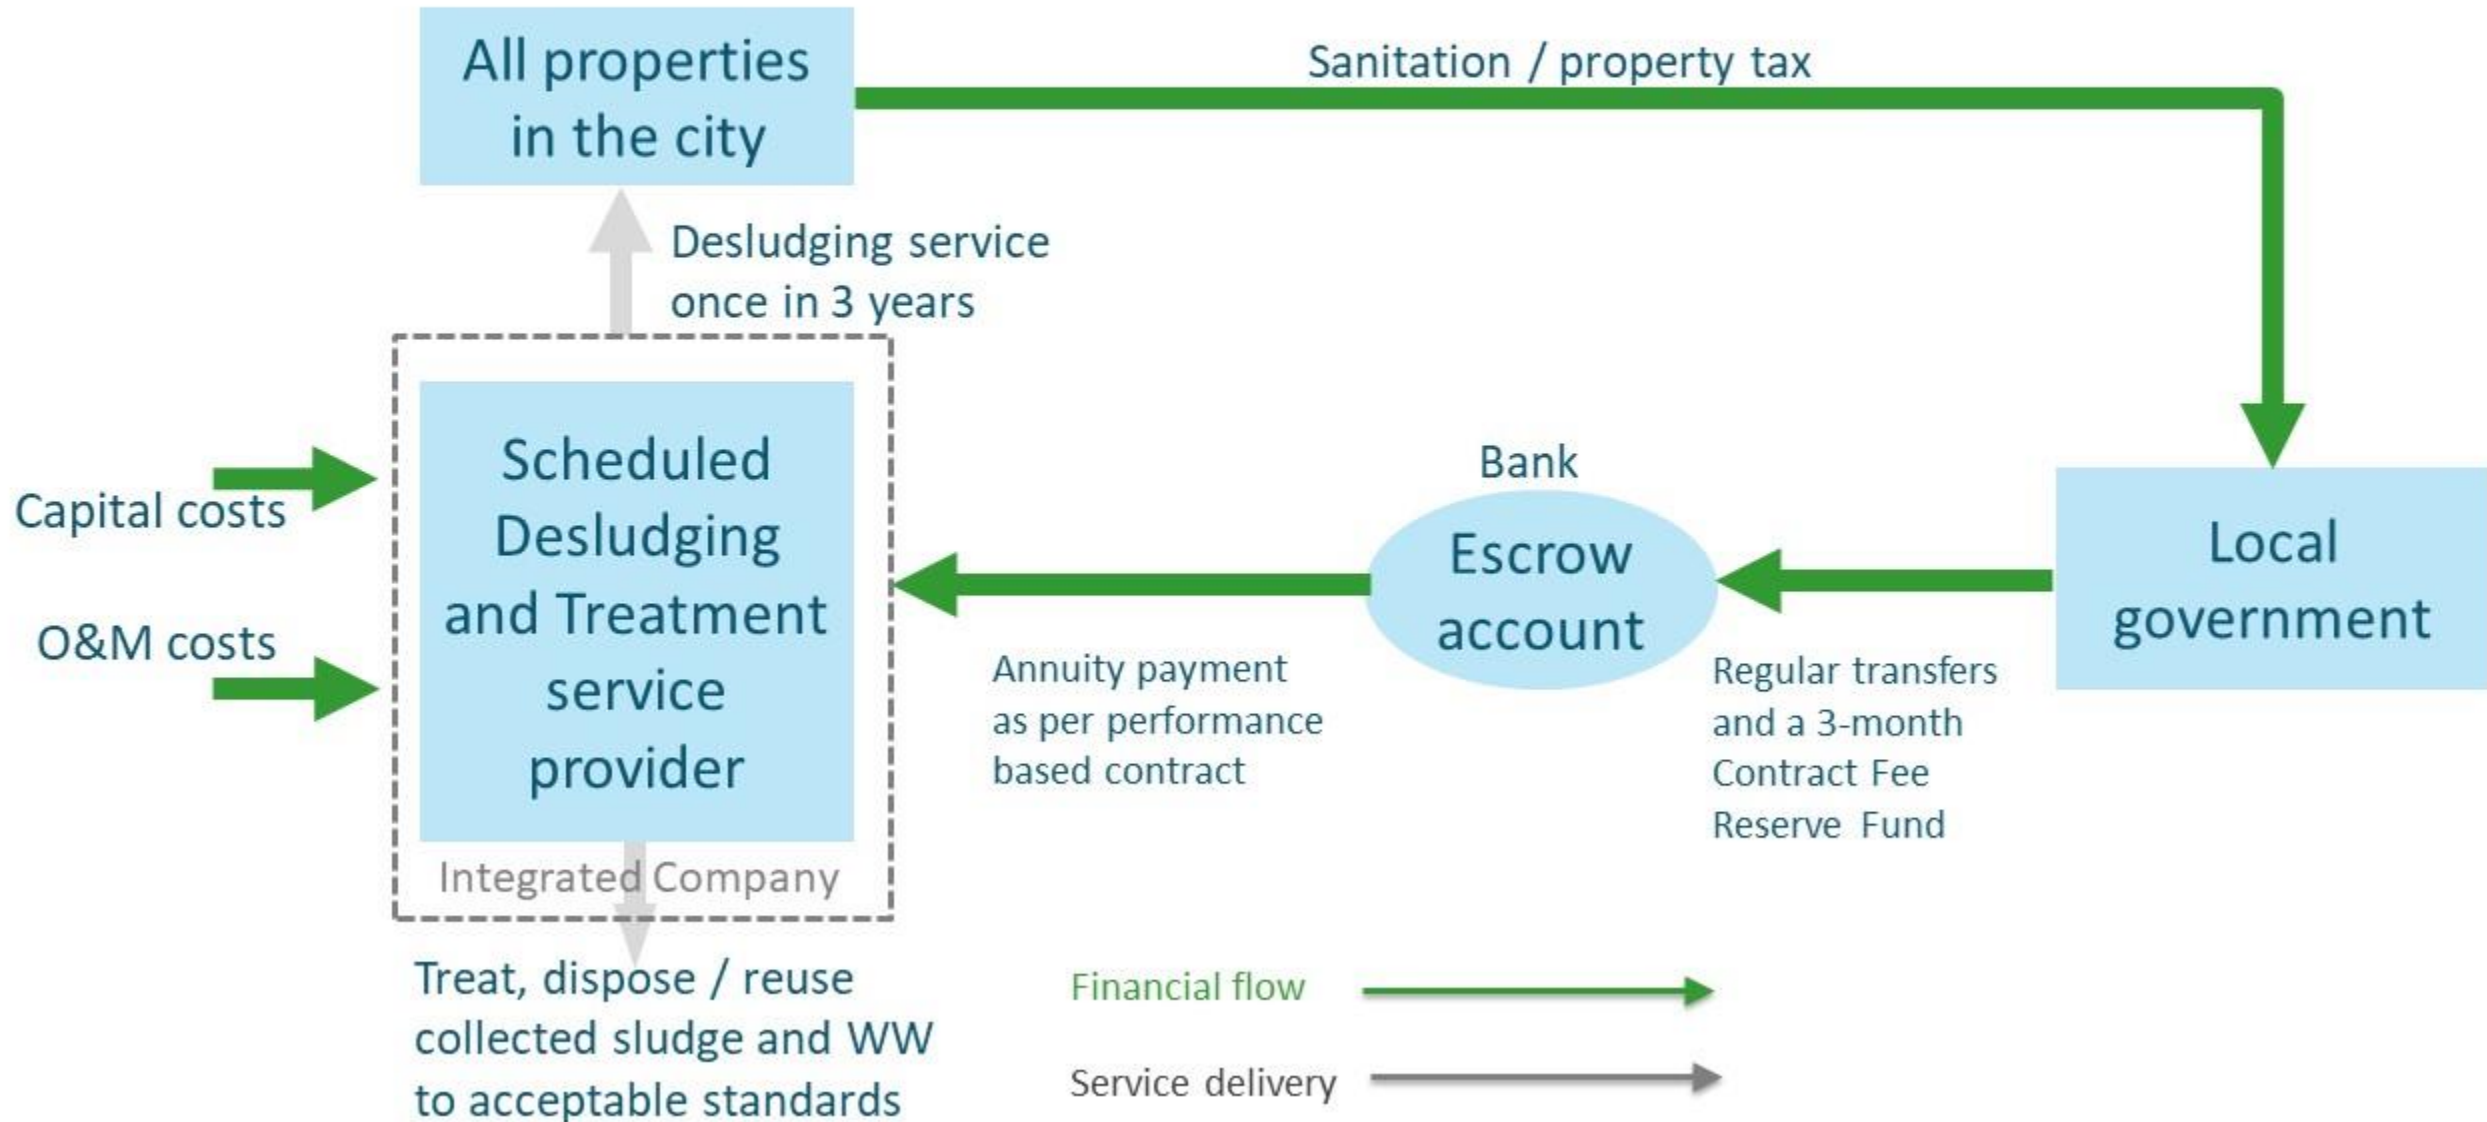 All properties
in the city
Sanitation / property tax
Desludging service
once in 3 years
Capital costs
O&M costs
Scheduled
Desludging
and Treatment
service
provider
Integrated Company
Treat, dispose / reuse
collected sludge and WW
to acceptable standards
Annuity payment
as per performance
based contract
Bank
Escrow
account
Regular transfers
and a 3-month
Contract Fee
Reserve Fund
Local
government
Financial flow
Service delivery